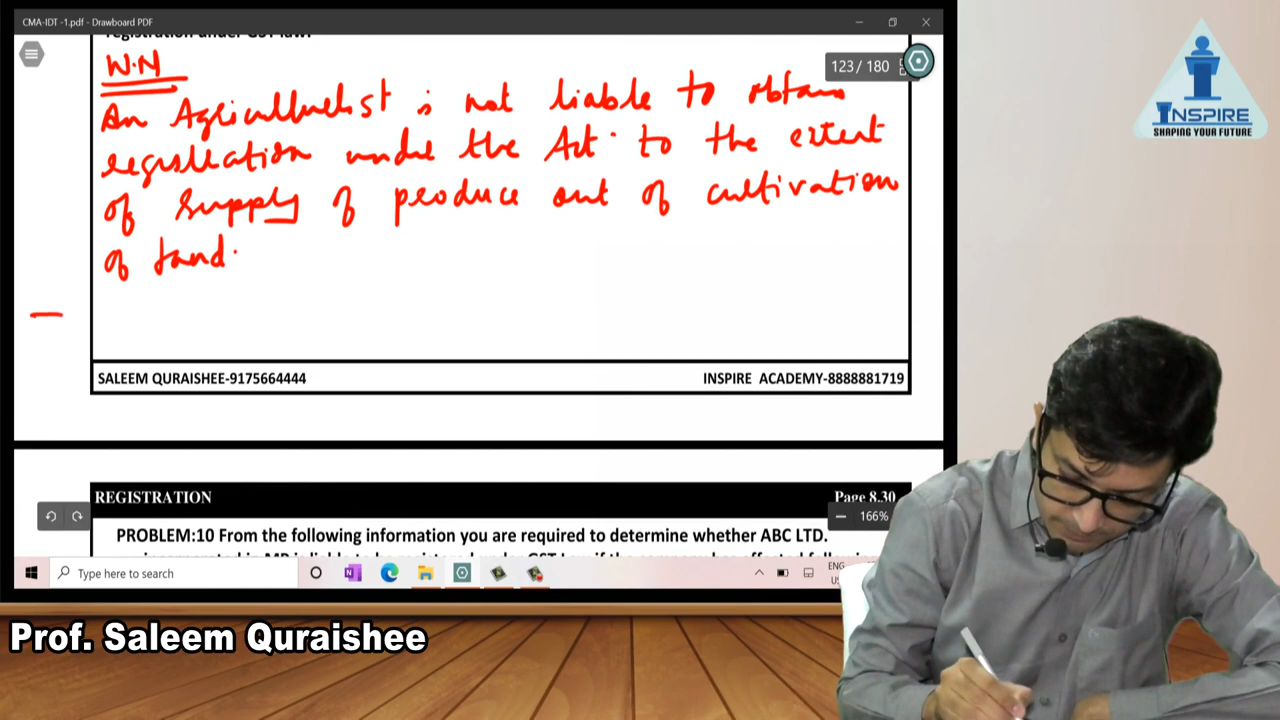 CMA-IDT -1.pdf - Drawboard PDF
registration under GST law.
123 / 180
W.N
An Agriculturist is not liable to obtain
registration under the Act to the extent
of supply of produce out of cultivation
of land.
SALEEM QURAISHEE-9175664444
INSPIRE ACADEMY-8888881719
REGISTRATION
Page 8.30
166%
PROBLEM:10 From the following information you are required to determine whether ABC LTD.
Type here to search
ENG
INSPIRE
SHAPING YOUR FUTURE
Prof. Saleem Quraishee